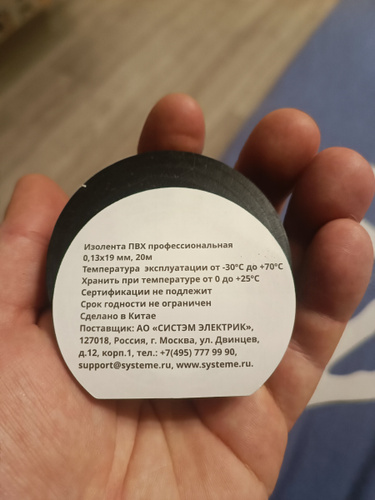 Изолента ПВХ профессиональная
0,13х19 мм, 20м
Температура эксплуатации от -30°С до +70°С
Хранить при температуре от 0 до +25°С
Сертификации не подлежит
Срок годности не ограничен
Сделано в Китае
Поставщик: АО «СИСТЭМ ЭЛЕКТРИК»,
127018, Россия, г. Москва, ул. Двинцев,
д.12, корп.1, тел.: +7(495) 777 99 90,
support@systeme.ru, www.systeme.ru.